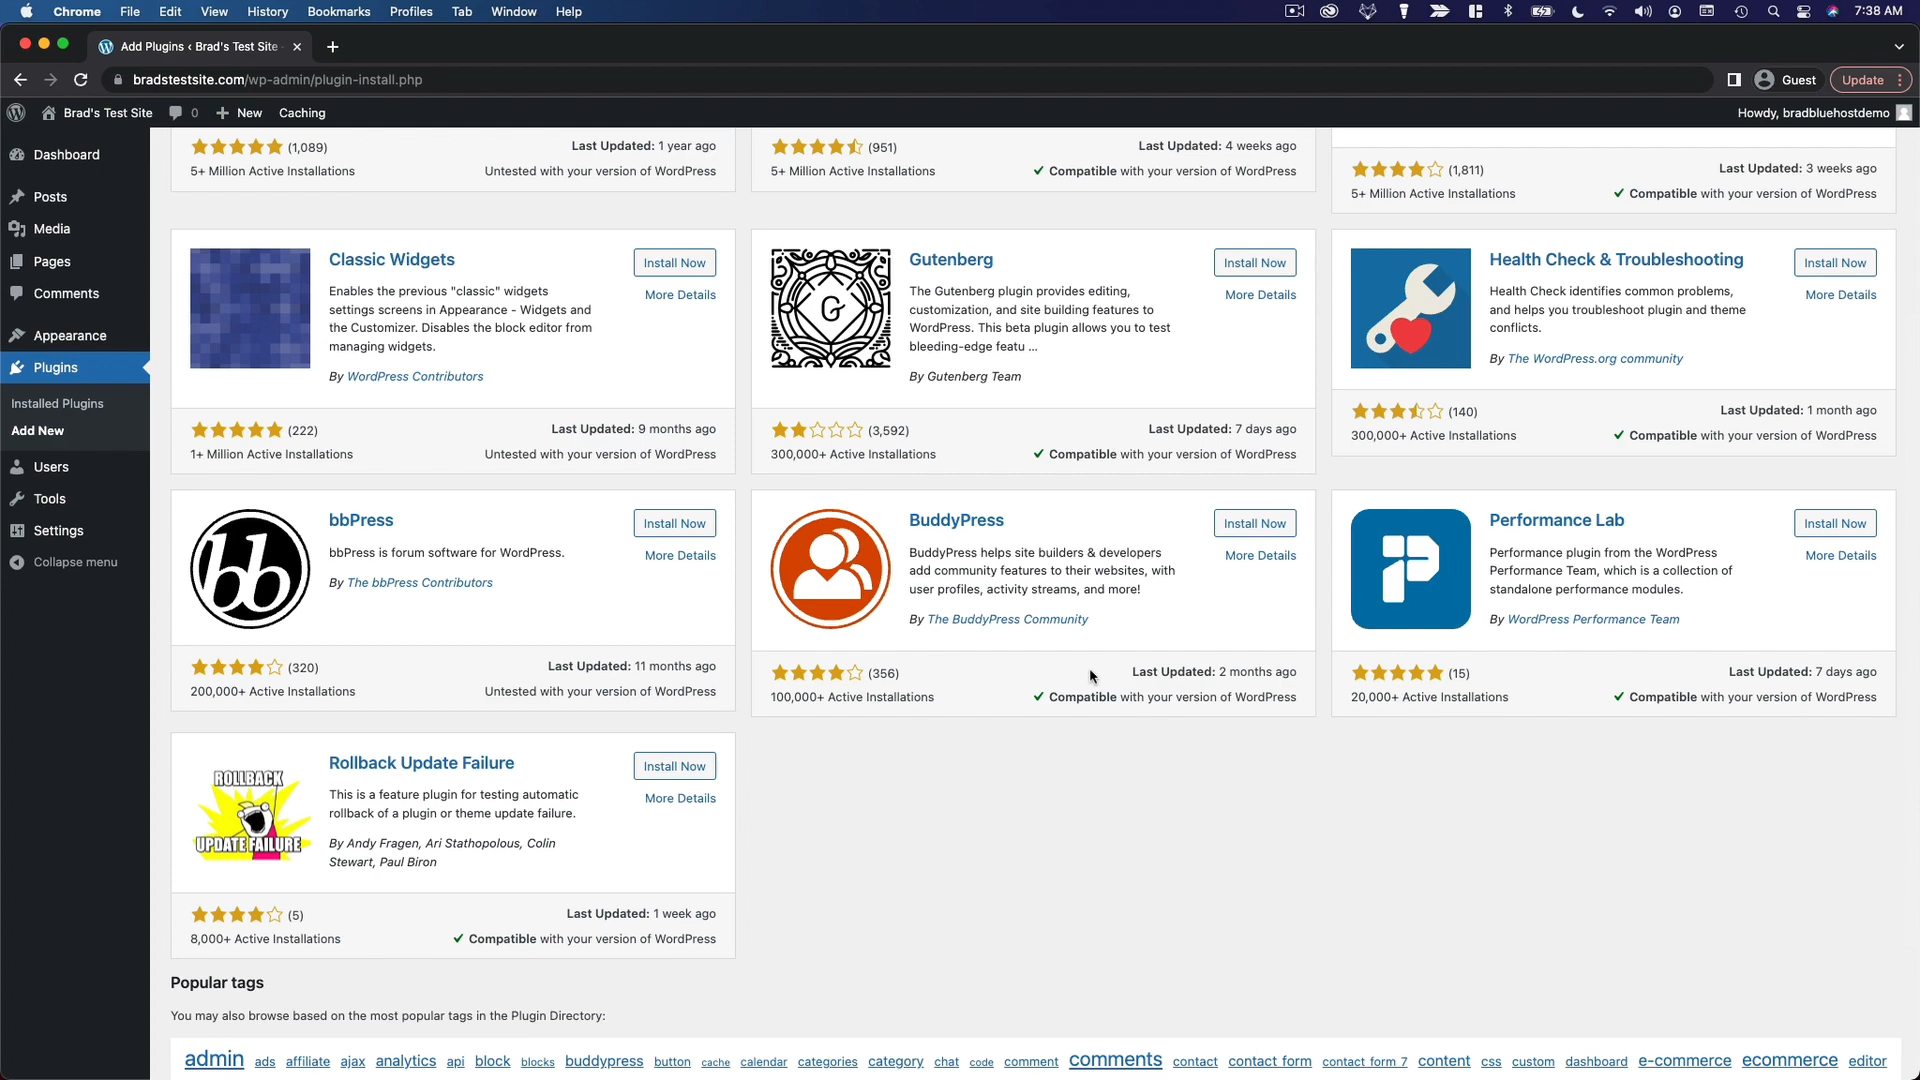 Chrome File Edit View History Bookmarks Profiles Tab Window Help 7:38 AM
Add Plugins ‹ Brad's Test Site
bradstestsite.com/wp-admin/plugin-install.php Guest Update
Brad's Test Site 0 New Caching Howdy, bradbluehostdemo
Dashboard
Posts
Media
Pages
Comments
Appearance
Plugins
Installed Plugins
Add New
Users
Tools
Settings
Collapse menu
(1,089) Last Updated: 1 year ago
5+ Million Active Installations Untested with your version of WordPress
(951) Last Updated: 4 weeks ago
5+ Million Active Installations Compatible with your version of WordPress
(1,811) Last Updated: 3 weeks ago
5+ Million Active Installations Compatible with your version of WordPress
Classic Widgets Install Now
More Details
Enables the previous "classic" widgets
settings screens in Appearance - Widgets and
the Customizer. Disables the block editor from
managing widgets.
By WordPress Contributors
(222) Last Updated: 9 months ago
1+ Million Active Installations Untested with your version of WordPress
G
Gutenberg Install Now
More Details
The Gutenberg plugin provides editing,
customization, and site building features to
WordPress. This beta plugin allows you to test
bleeding-edge featu ...
By Gutenberg Team
(3,592) Last Updated: 7 days ago
300,000+ Active Installations Compatible with your version of WordPress
Health Check & Troubleshooting Install Now
More Details
Health Check identifies common problems,
and helps you troubleshoot plugin and theme
conflicts.
By The WordPress.org community
(140) Last Updated: 1 month ago
300,000+ Active Installations Compatible with your version of WordPress
bb
bbPress Install Now
More Details
bbPress is forum software for WordPress.
By The bbPress Contributors
(320) Last Updated: 11 months ago
200,000+ Active Installations Untested with your version of WordPress
BuddyPress Install Now
More Details
BuddyPress helps site builders & developers
add community features to their websites, with
user profiles, activity streams, and more!
By The BuddyPress Community
(356) Last Updated: 2 months ago
100,000+ Active Installations Compatible with your version of WordPress
Performance Lab Install Now
More Details
Performance plugin from the WordPress
Performance Team, which is a collection of
standalone performance modules.
By WordPress Performance Team
(15) Last Updated: 7 days ago
20,000+ Active Installations Compatible with your version of WordPress
ROLLBACK
UPDATE FAILURE
Rollback Update Failure Install Now
More Details
This is a feature plugin for testing automatic
rollback of a plugin or theme update failure.
By Andy Fragen, Ari Stathopolous, Colin
Stewart, Paul Biron
(5) Last Updated: 1 week ago
8,000+ Active Installations Compatible with your version of WordPress
Popular tags
You may also browse based on the most popular tags in the Plugin Directory:
admin ads affiliate ajax analytics api block blocks buddypress button cache calendar categories category chat code comment comments contact contact form contact form 7 content css custom dashboard e-commerce ecommerce editor